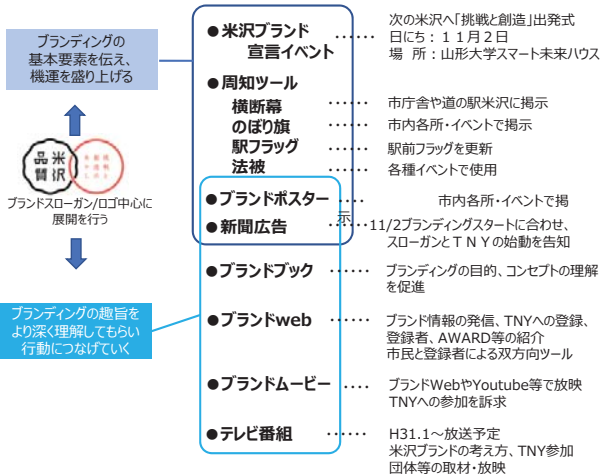 ブランディングの
基本要素を伝え、
機運を盛り上げる
品米
質沢
ブランドスローガン/ロゴ中心に
展開を行う
ブランディングの趣旨を
より深く理解してもらい
行動につなげていく
●米沢ブランド
宣言イベント ‥‥‥
次の米沢へ「挑戦と創造」出発式
日にち：１１月２日
場 所：山形大学スマート未来ハウス
●周知ツール
横断幕 ‥‥‥ 市庁舎や道の駅米沢に掲示
のぼり旗 ‥‥‥ 市内各所・イベントで掲示
駅フラッグ ‥‥‥ 駅前フラッグを更新
法被 ‥‥‥ 各種イベントで使用
●ブランドポスター ‥‥ 市内各所・イベントで掲
示
●新聞広告 ‥‥‥11/2ブランディングスタートに合わせ、
スローガンとＴＮＹの始動を告知
●ブランドブック ‥‥‥ ブランディングの目的、コンセプトの理解
を促進
●ブランドweb ‥‥‥ ブランド情報の発信、TNYへの登録、
登録者、AWARD等の紹介
市民と登録者による双方向ツール
●ブランドムービー ‥‥ ブランドWebやYoutube等で放映
TNYへの参加を訴求
●テレビ番組 ‥‥‥ H31.1～放送予定
米沢ブランドの考え方、TNY参加
団体等の取材・放映